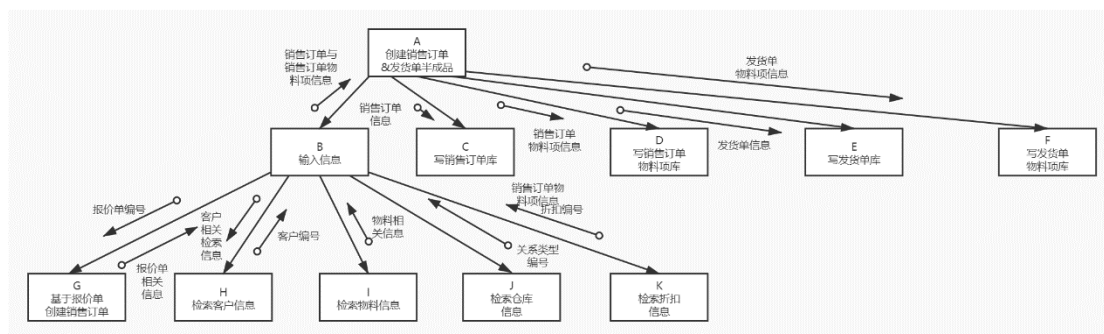 A
创建销售订单
&发货单半成品
销售订单与
销售订单物
料项信息
发货单
物料项信息
销售订单
信息
销售订单
物料项信息
发货单信息
B
输入信息
C
写销售订单库
D
写销售订单
物料项库
E
写发货单库
F
写发货单
物料项库
报价单编号
客户
相关
检索
信息
客户编号
物料相
关信息
销售订单物
料项信息
折扣编号
关系类型
编号
报价单
相关
信息
G
基于报价单
创建销售订单
H
检索客户信息
I
检索物料信息
J
检索仓库
信息
K
检索折扣
信息